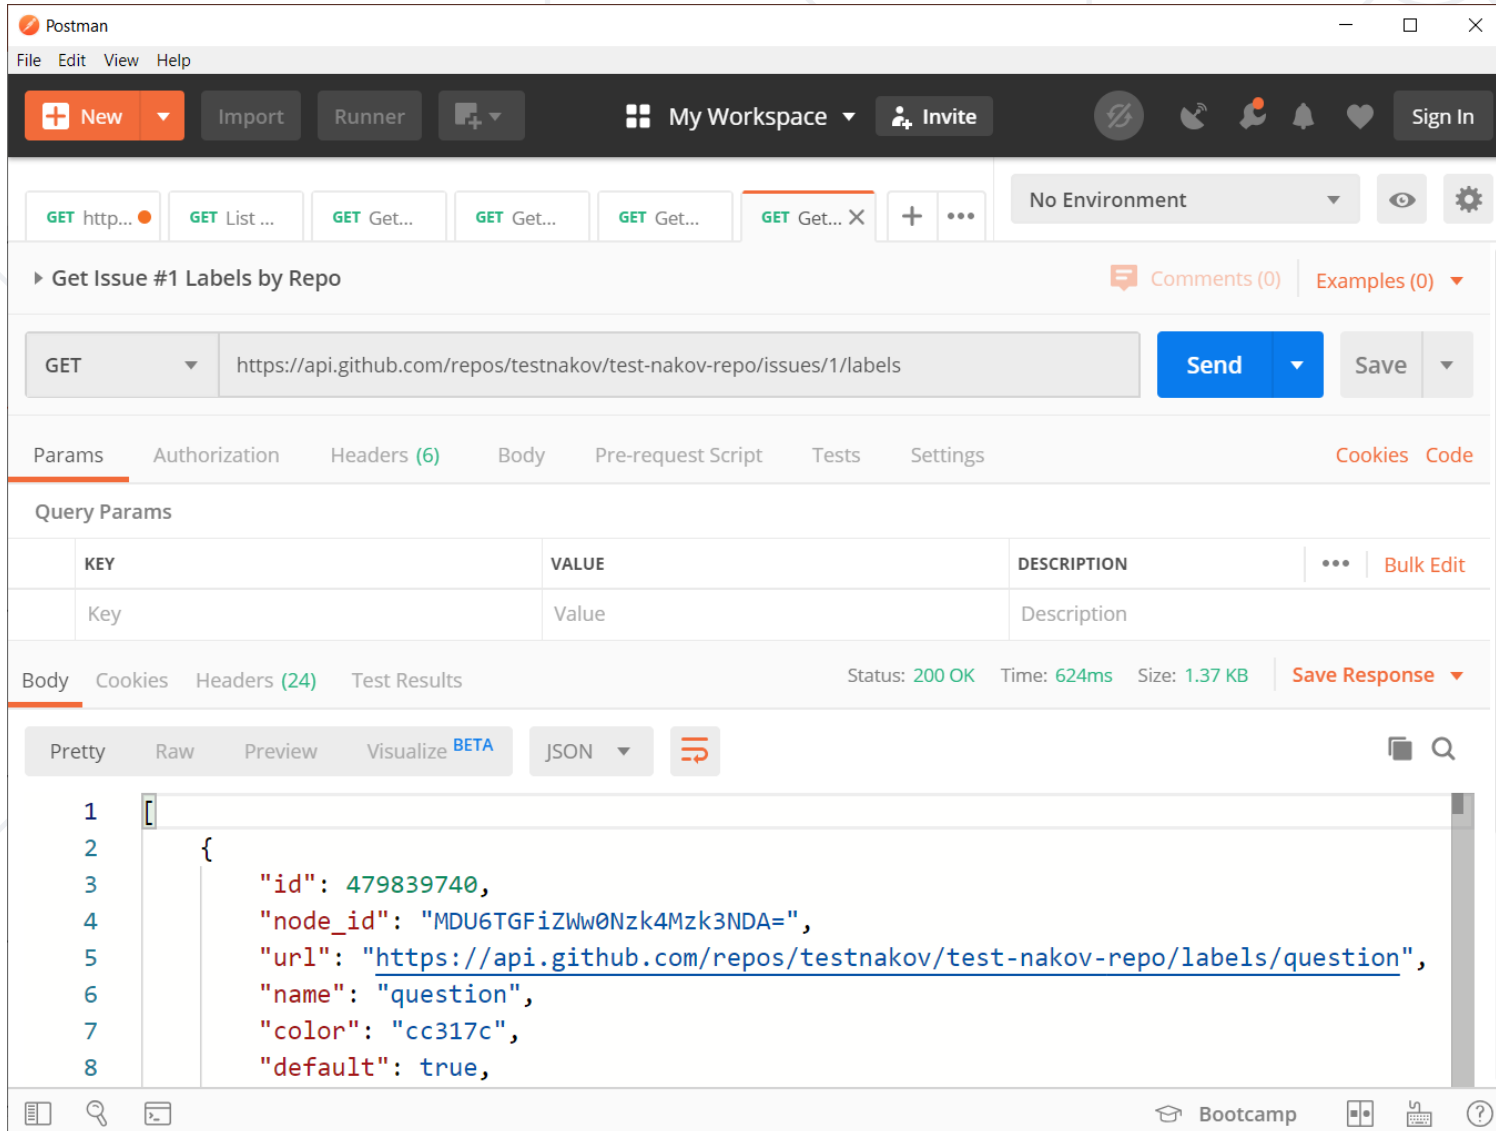 Postman
File Edit View Help
New Import Runner My Workspace Invite Sign In
GET http... GET List ... GET Get... GET Get... GET Get... GET Get... No Environment
Get Issue #1 Labels by Repo Comments (0) Examples (0)
GET https://api.github.com/repos/testnakov/test-nakov-repo/issues/1/labels Send Save
Params Authorization Headers (6) Body Pre-request Script Tests Settings Cookies Code
Query Params
KEY VALUE DESCRIPTION Bulk Edit
Key Value Description
Body Cookies Headers (24) Test Results Status: 200 OK Time: 624ms Size: 1.37 KB Save Response
Pretty Raw Preview Visualize BETA JSON
1 [
2 {
3 "id": 479839740,
4 "node_id": "MDU6TGFiZWw0Nzk4Mzk3NDA=",
5 "url": "https://api.github.com/repos/testnakov/test-nakov-repo/labels/question",
6 "name": "question",
7 "color": "cc317c",
8 "default": true,
Bootcamp